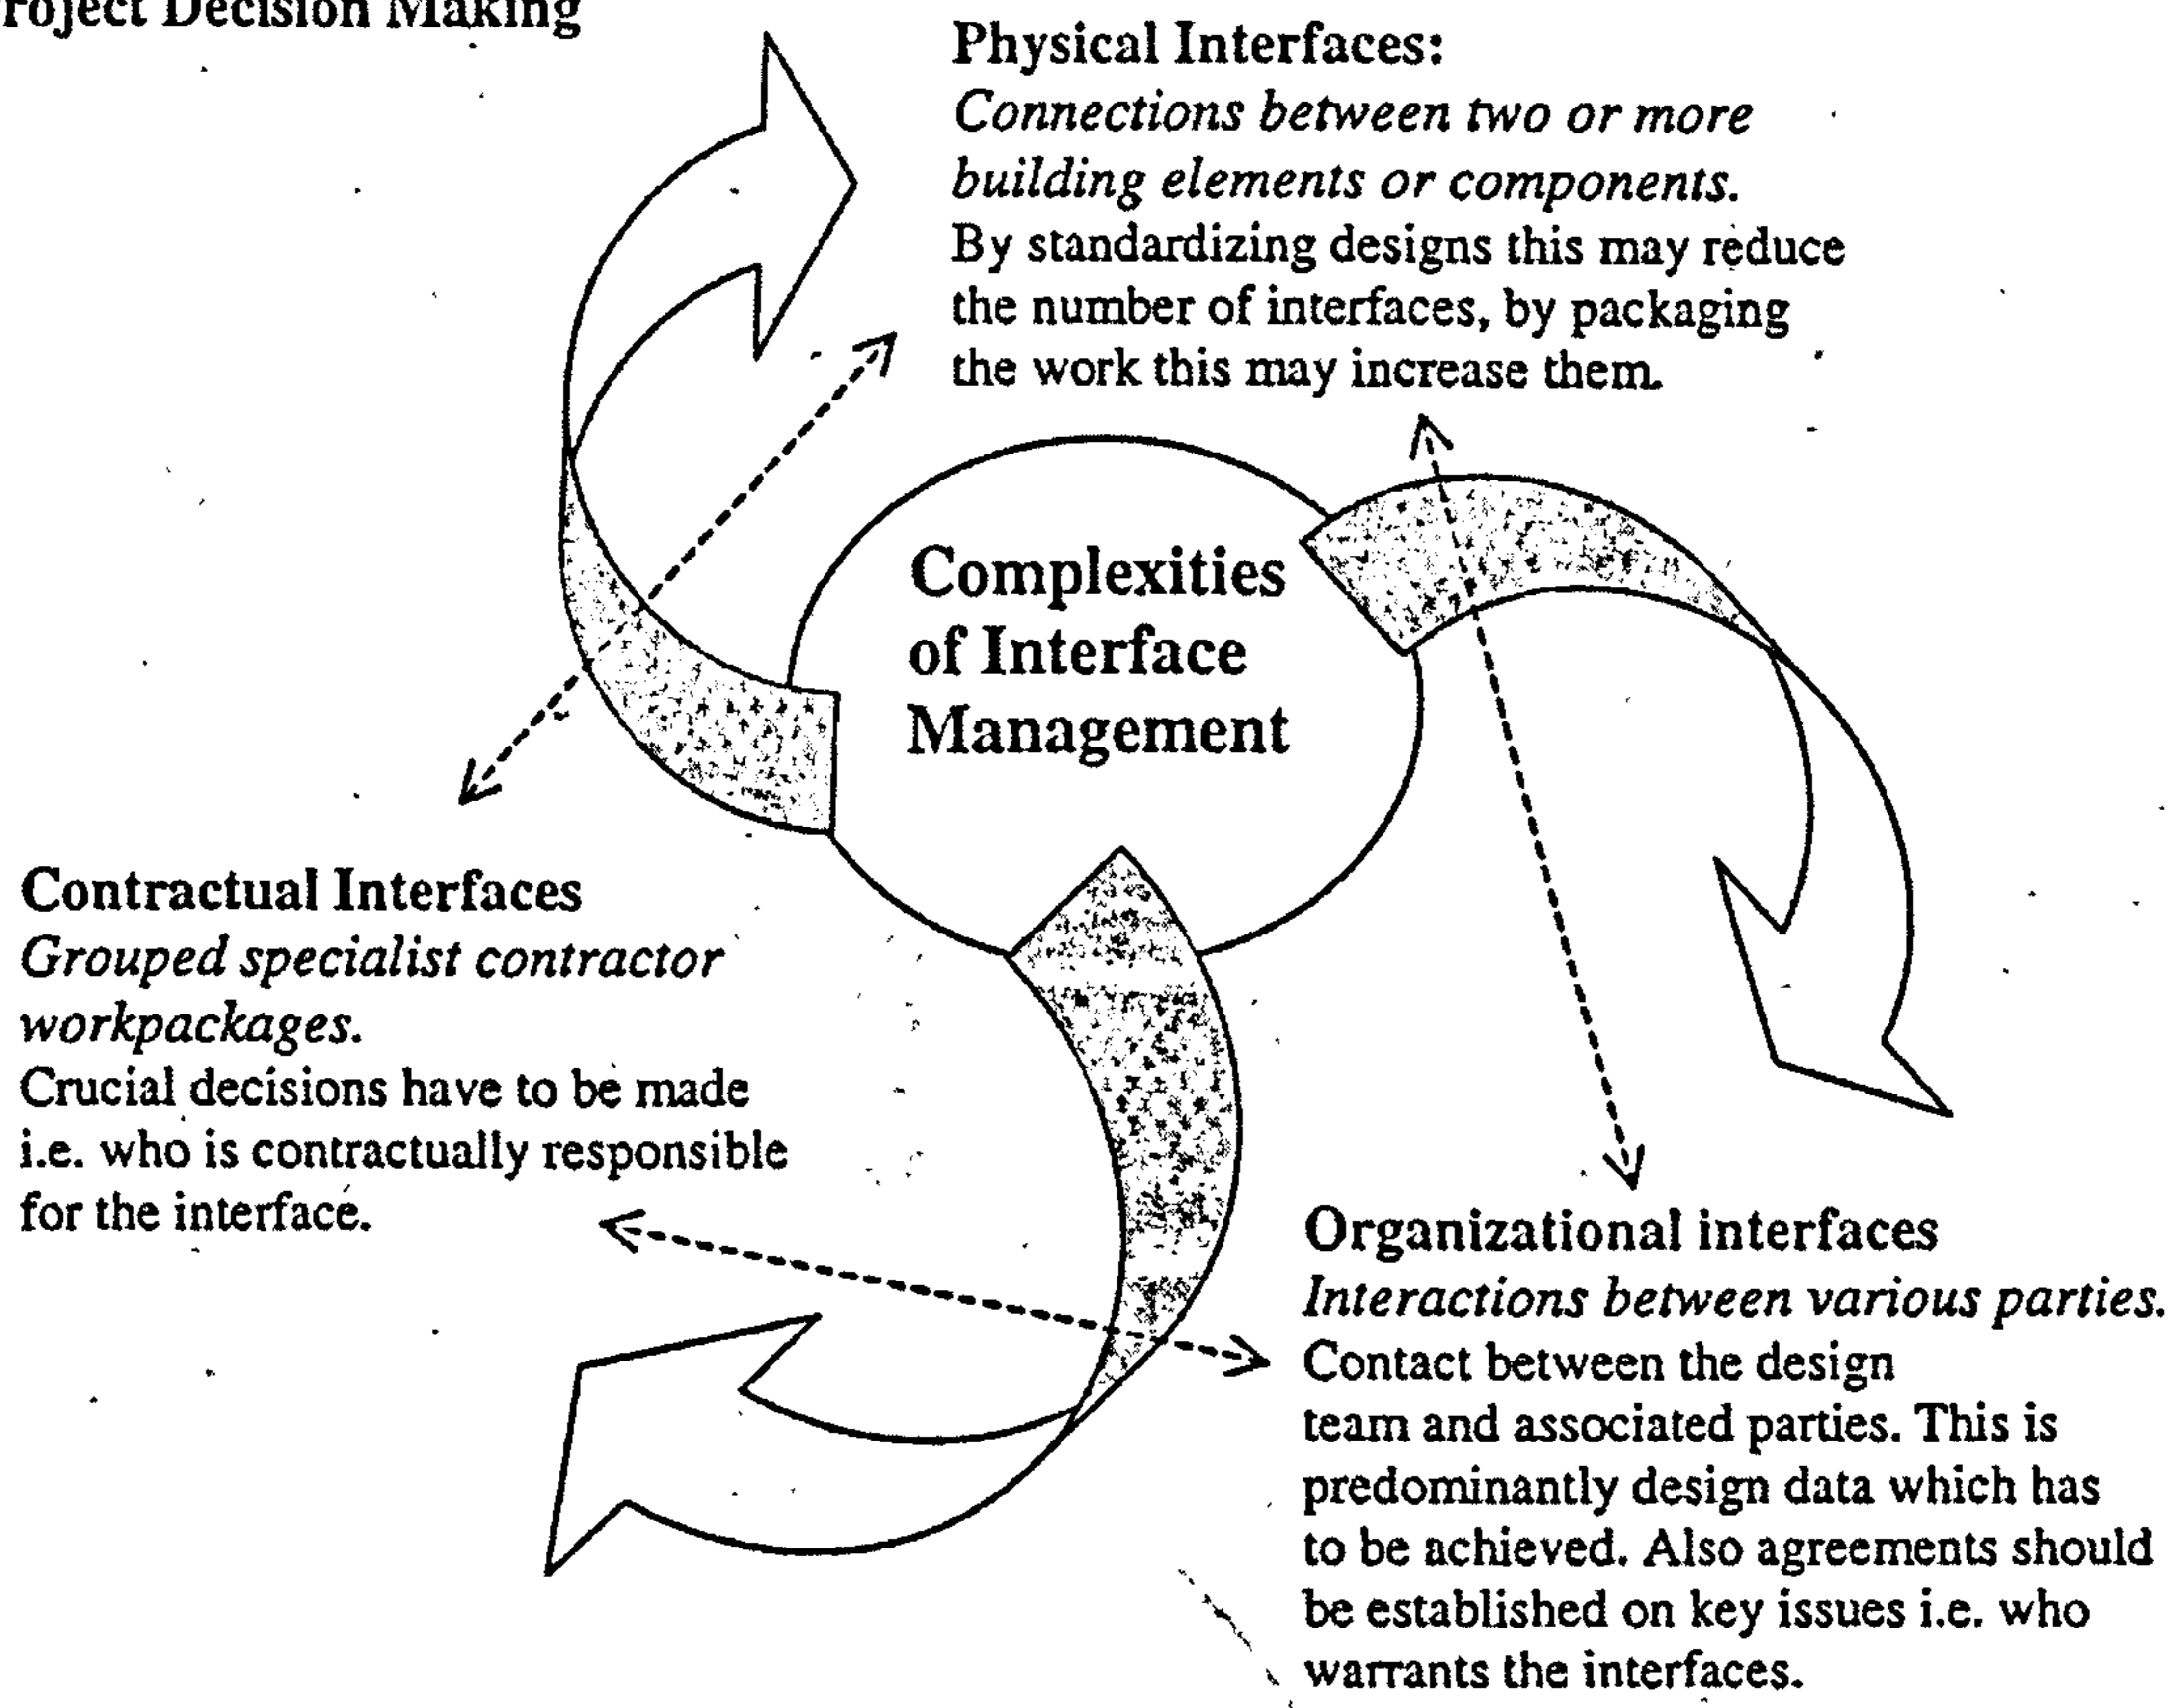 roject Decision Making
Physical Interfaces:
Connections between two or more
building elements or components.
By standardizing designs this may reduce
the number of interfaces, by packaging
the work this may increase them.
Complexities
of Interface
Management
Contractual Interfaces
Grouped specialist contractor
workpackages.
Crucial decisions have to be made
i.e. who is contractually responsible
for the interface.
Organizational interfaces
Interactions between various parties.
Contact between the design
team and associated parties. This is
predominantly design data which has
to be achieved. Also agreements should
be established on key issues i.e. who
warrants the interfaces.